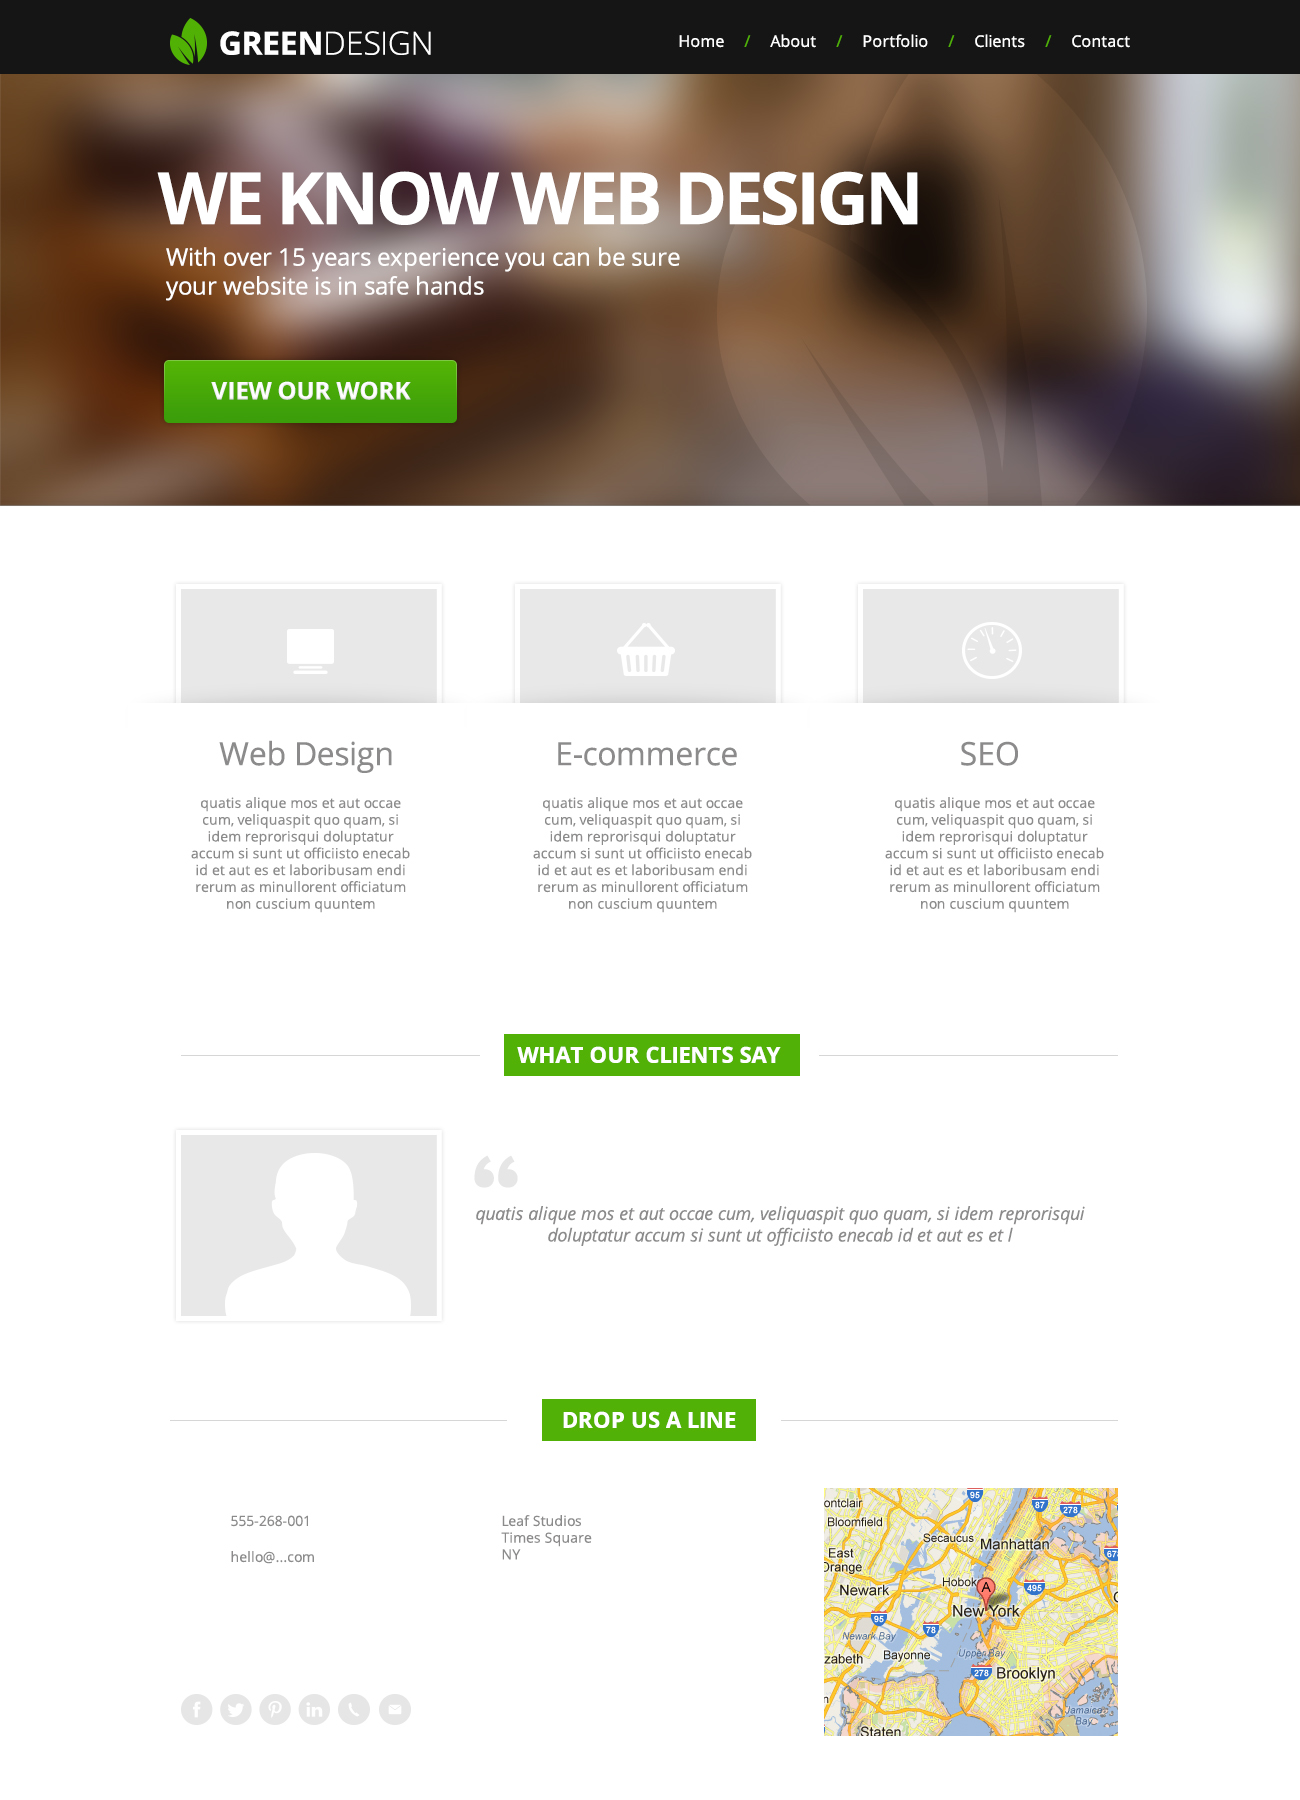 GREENDESIGN
Home / About / Portfolio / Clients / Contact
WE KNOW WEB DESIGN
With over 15 years experience you can be sure
your website is in safe hands
VIEW OUR WORK
Web Design
quatis alique mos et aut occae
cum, veliquaspit quo quam, si
idem reprorisqui doluptatur
accum si sunt ut officiisto enecab
id et aut es et laboribusam endi
rerum as minullorent officiatum
non cuscium quuntem
E-commerce
quatis alique mos et aut occae
cum, veliquaspit quo quam, si
idem reprorisqui doluptatur
accum si sunt ut officiisto enecab
id et aut es et laboribusam endi
rerum as minullorent officiatum
non cuscium quuntem
SEO
quatis alique mos et aut occae
cum, veliquaspit quo quam, si
idem reprorisqui doluptatur
accum si sunt ut officiisto enecab
id et aut es et laboribusam endi
rerum as minullorent officiatum
non cuscium quuntem
WHAT OUR CLIENTS SAY
“
quatis alique mos et aut occae cum, veliquaspit quo quam, si idem reprorisqui
doluptatur accum si sunt ut officiisto enecab id et aut es et l
DROP US A LINE
555-268-001
hello@...com
Leaf Studios
Times Square
NY
95
87
278
ontclair
Bloomfield
Secaucus
Manhattan
East
Orange
678
Newark
Hobok
A
495
New York
95
78
Newark Bay
Bayonne
Upper Bay
zabeth
278
Brooklyn
Jamaica
Bay
Staten